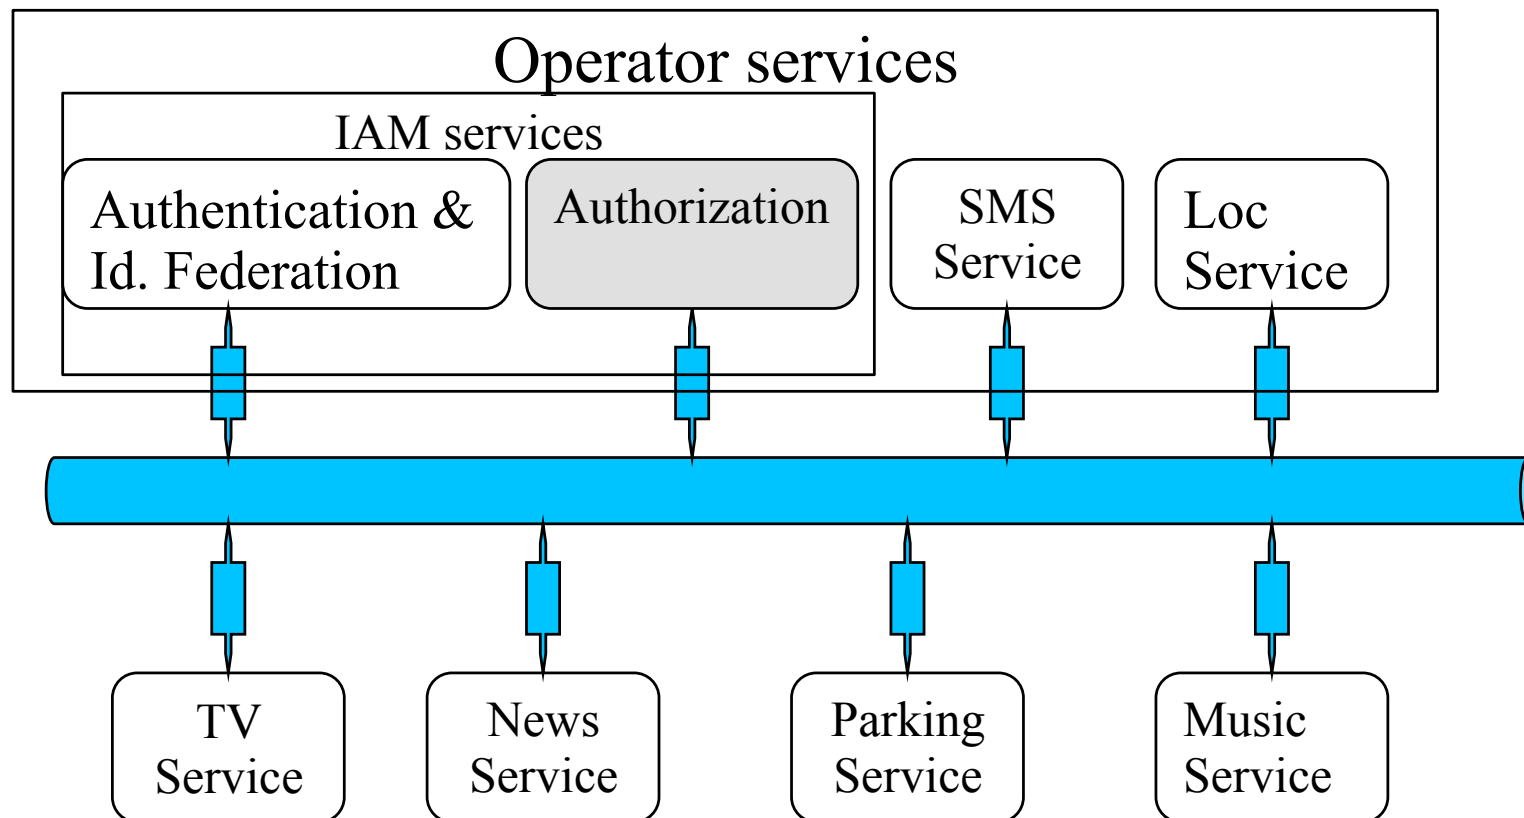 Operator services
IAM services
Authentication &
Id. Federation
Authorization
SMS
Service
Loc
Service
TV
Service
News
Service
Parking
Service
Music
Service